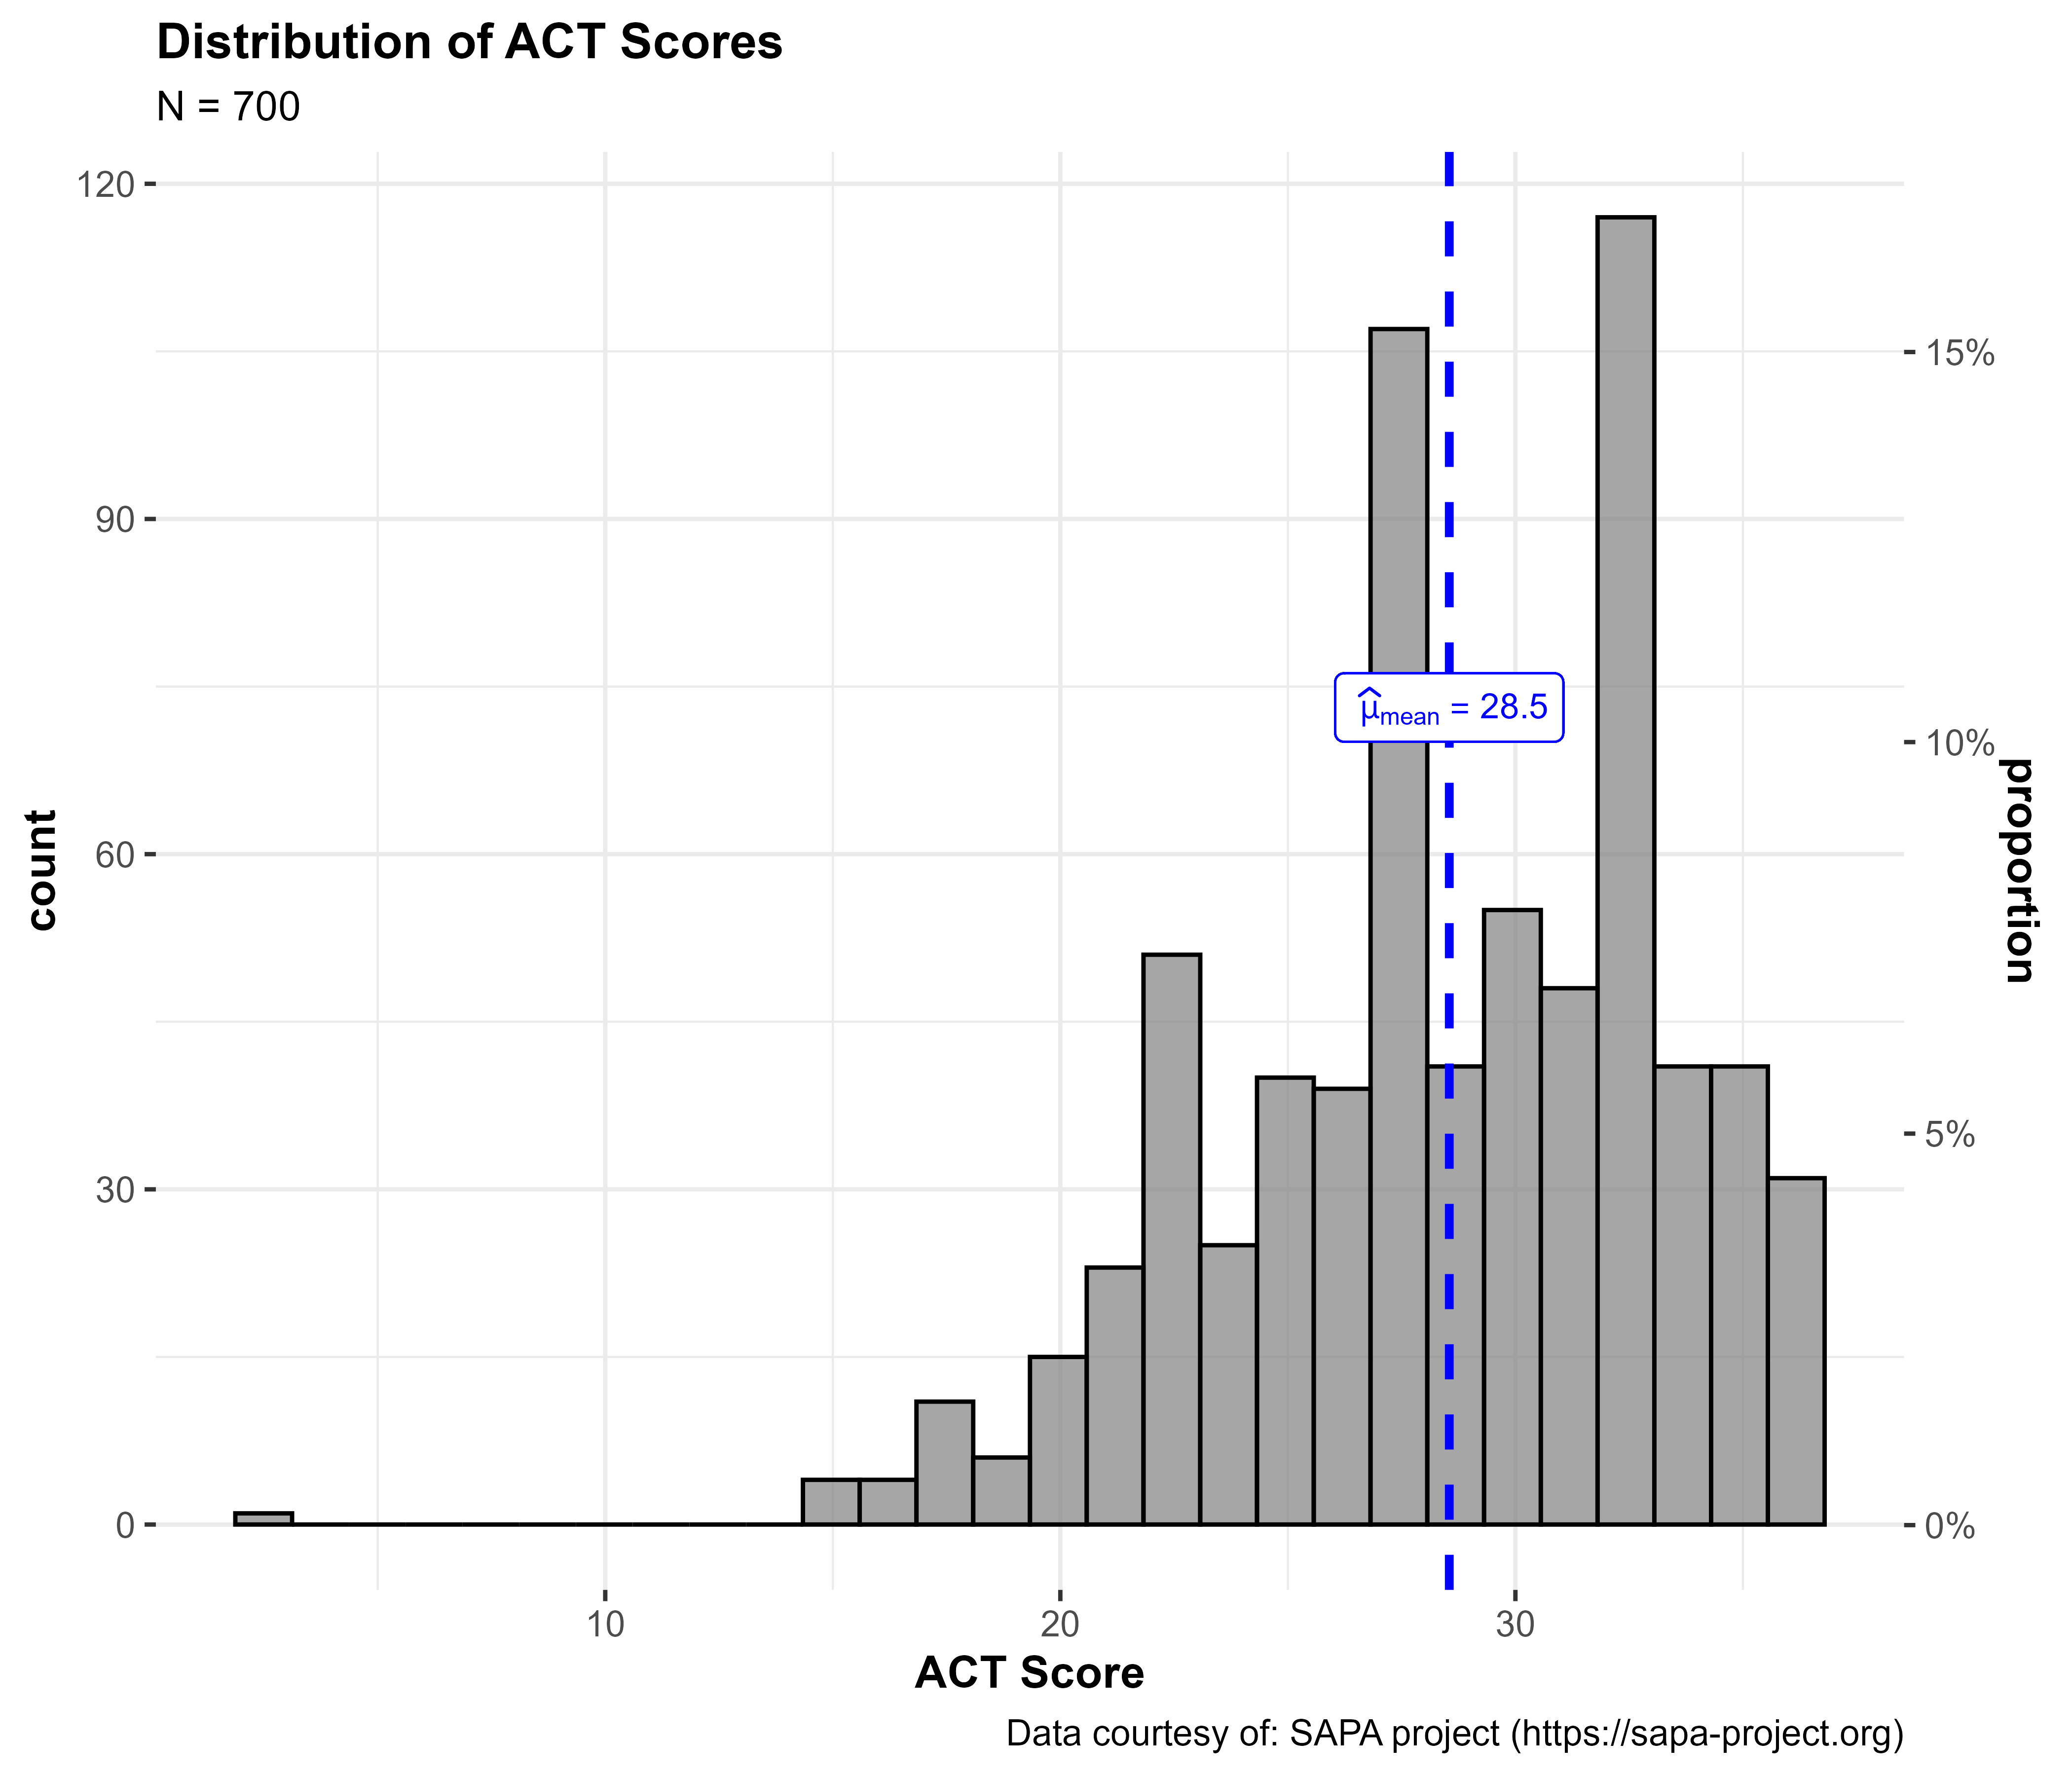 Distribution of ACT Scores
N = 700
120
90
60
30
0
count
15%
10%
5%
0%
proportion
μ̂mean = 28.5
10 20 30
ACT Score
Data courtesy of: SAPA project (https://sapa-project.org)